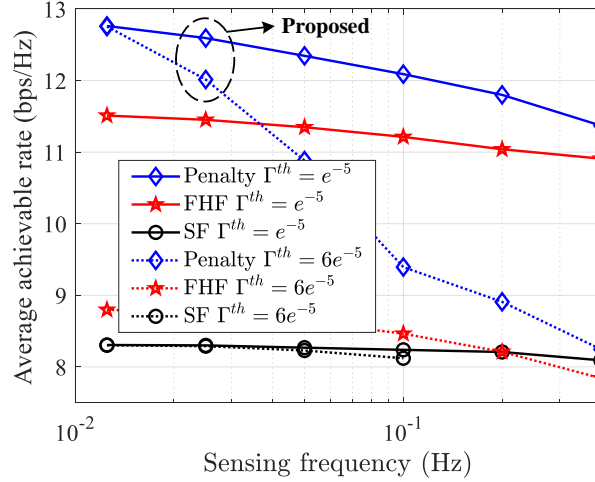 13
12
11
10
9
8
Average achievable rate (bps/Hz)
Proposed
Penalty Γ^{th} = e^{-5}
FHF Γ^{th} = e^{-5}
SF Γ^{th} = e^{-5}
Penalty Γ^{th} = 6e^{-5}
FHF Γ^{th} = 6e^{-5}
SF Γ^{th} = 6e^{-5}
10^{-2}
10^{-1}
Sensing frequency (Hz)